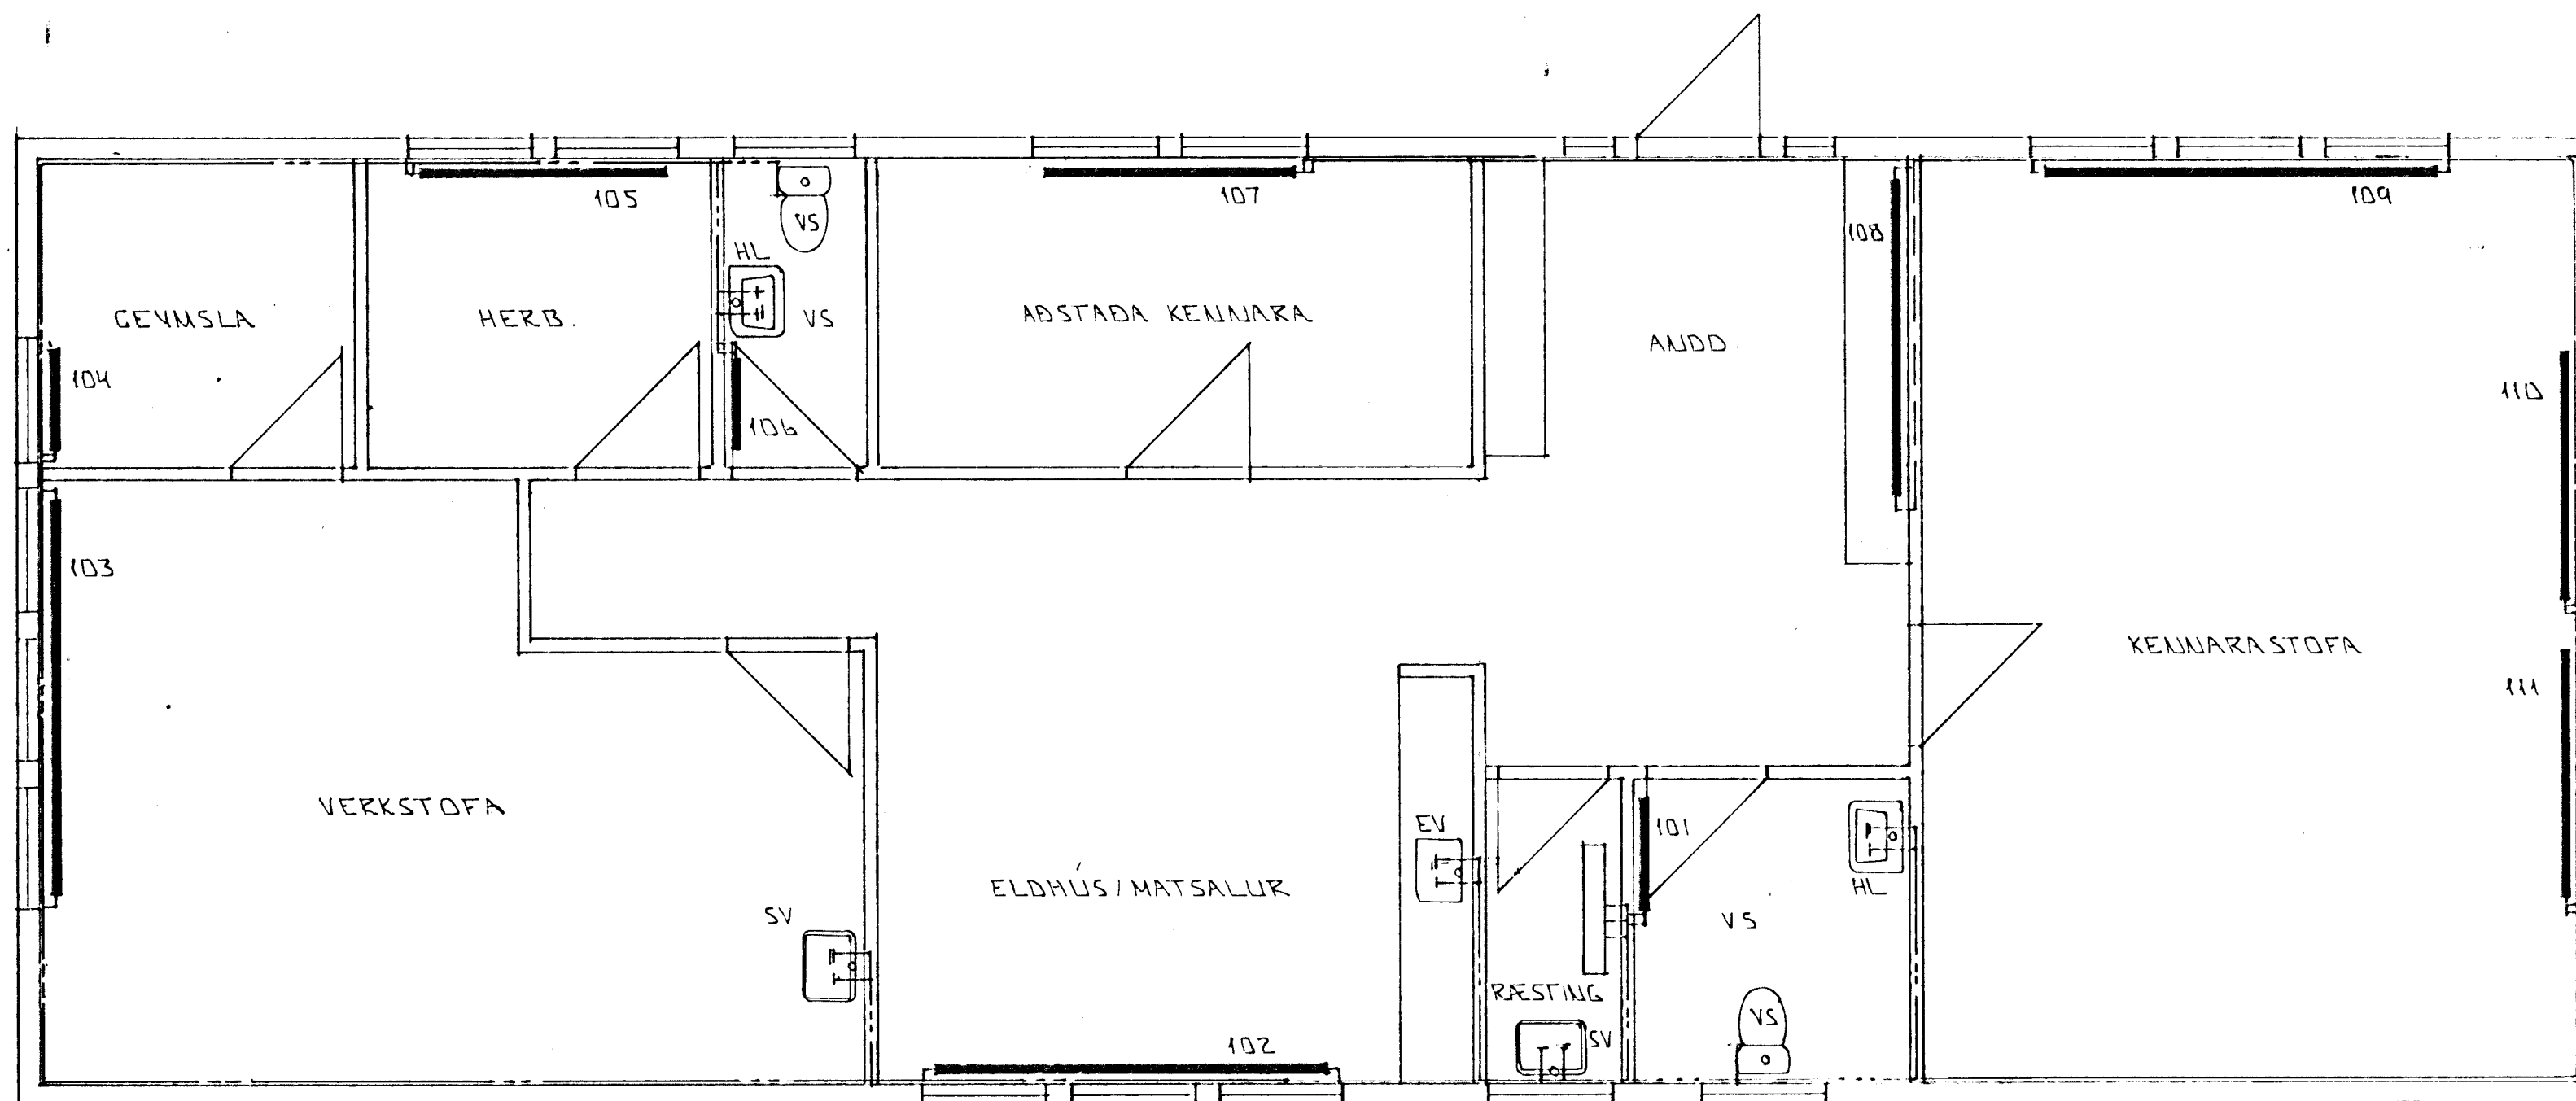 105
107
109
VS
108
HL
GEYMSLA
HERB.
VS
AÐSTAÐA KENNARA
ANDD.
104
110
106
103
KENNARASTOFA
111
VERKSTOFA
EV
101
ELDHÚS/MATSALUR
HL
SV
VS
RÆSTING
VS
SV
102